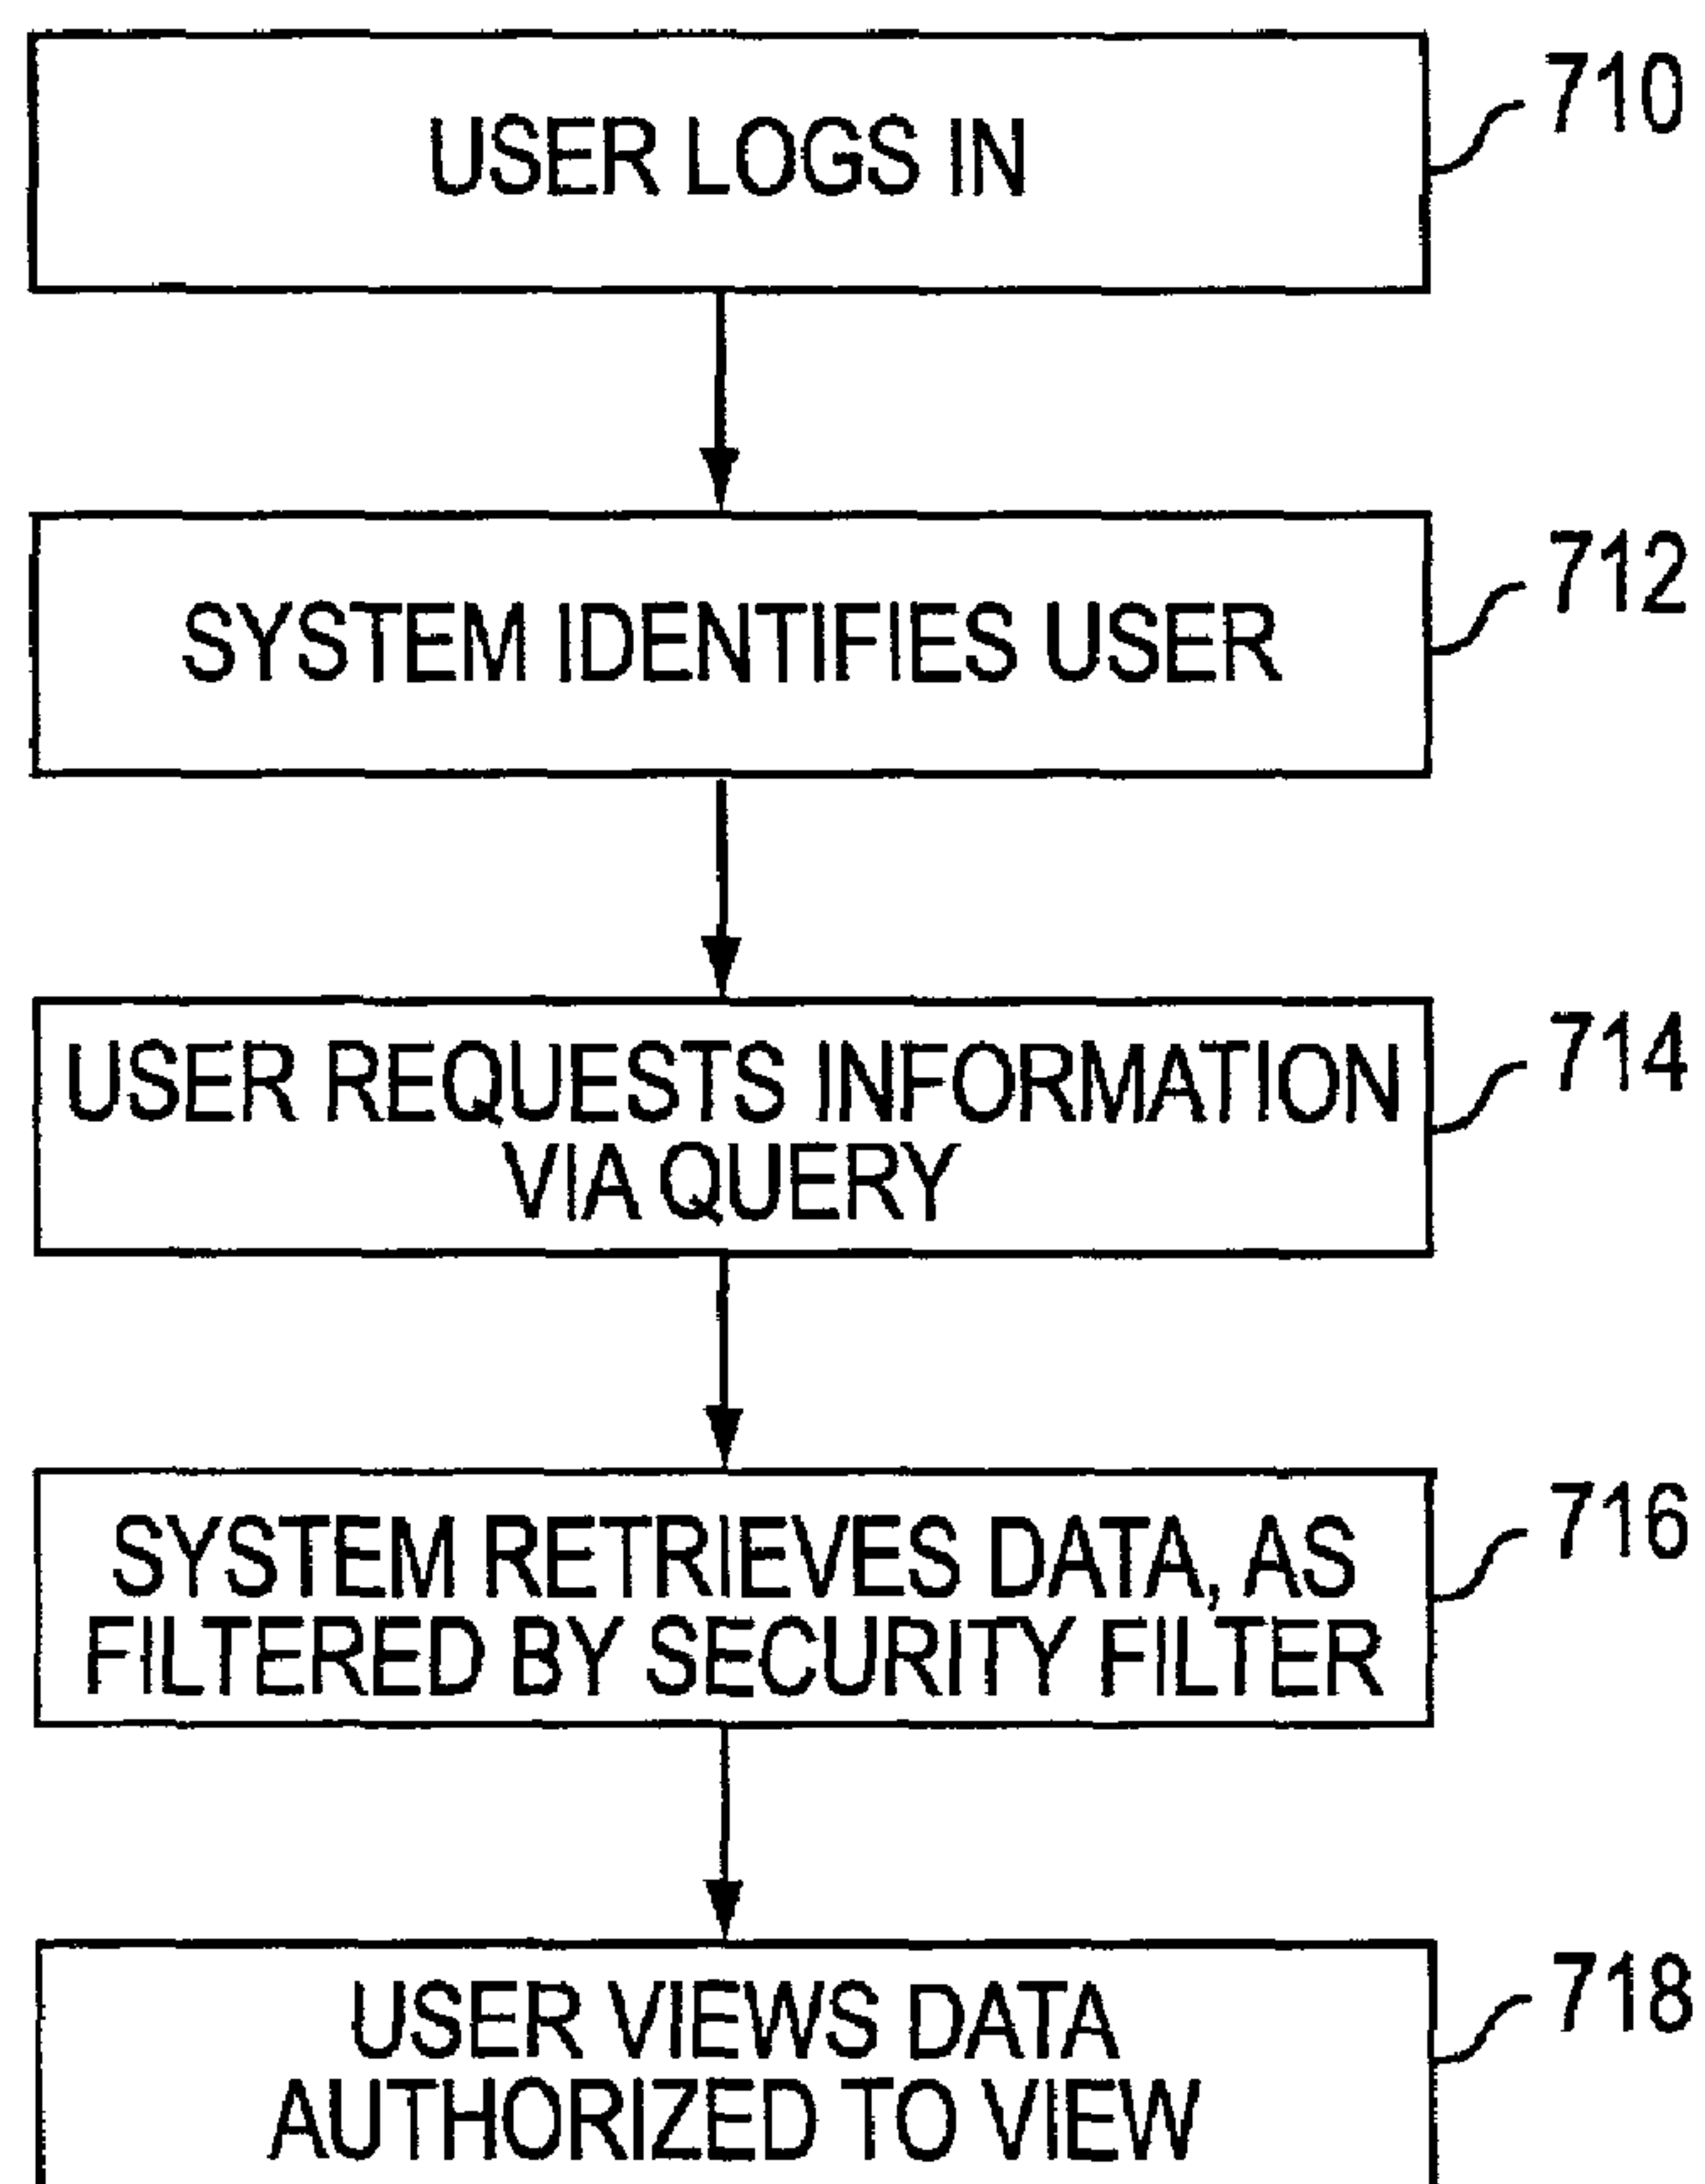 USER LOGS IN
710
SYSTEM IDENTIFIES USER
712
USER REQUESTS INFORMATION
VIA QUERY
714
SYSTEM RETRIEVES DATA, AS
FILTERED BY SECURITY FILTER
716
USER VIEWS DATA
AUTHORIZED TO VIEW
718